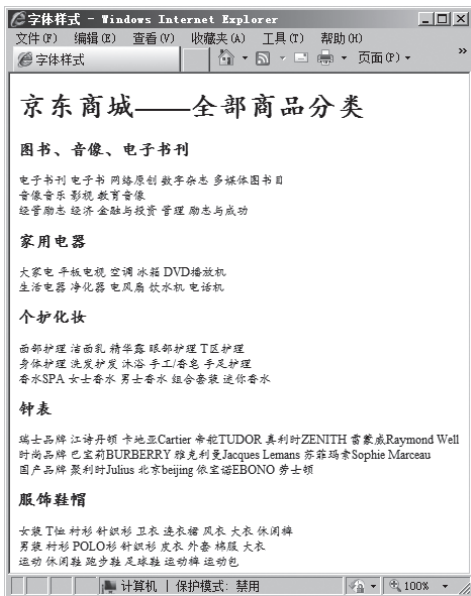 字体样式 - Windows Internet Explorer
文件(F) 编辑(E) 查看(V) 收藏夹(A) 工具(T) 帮助(H)
字体样式 页面(P) »
京东商城——全部商品分类
图书、音像、电子书刊
电子书刊 电子书 网络原创 数字杂志 多媒体图书目
音像音乐 影视 教育音像
经管励志 经济 金融与投资 管理 励志与成功
家用电器
大家电 平板电视 空调 冰箱 DVD播放机
生活电器 净化器 电风扇 饮水机 电话机
个护化妆
面部护理 洁面乳 精华露 眼部护理 T区护理
身体护理 洗发护发 沐浴 手工/香皂 手足护理
香水SPA 女士香水 男士香水 组合套装 迷你香水
钟表
瑞士品牌 江诗丹顿 卡地亚Cartier 帝舵TUDOR 真利时ZENITH 雷蒙威Raymond Well
时尚品牌 巴宝莉BURBERRY 雅克利曼Jacques Lemans 苏菲玛索Sophie Marceau
国产品牌 聚利时Julius 北京beijing 依宝诺EBONO 劳士顿
服饰鞋帽
女装 T恤 衬衫 针织衫 卫衣 连衣裙 风衣 大衣 休闲裤
男装 衬衫 POLO衫 针织衫 皮衣 外套 棉服 大衣
运动 休闲鞋 跑步鞋 足球鞋 运动裤 运动包
计算机 | 保护模式: 禁用 100%